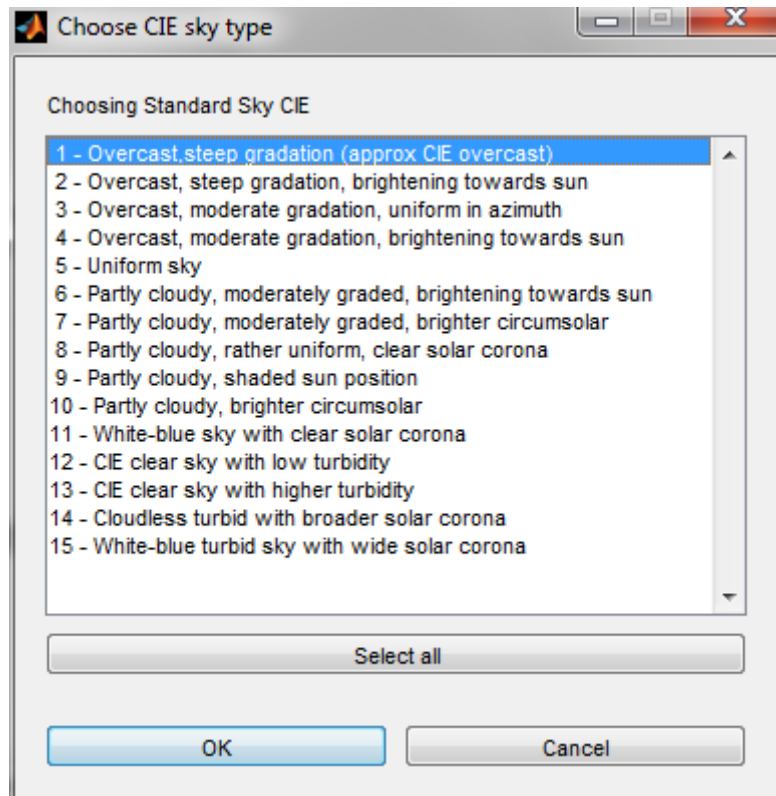 Choose CIE sky type
Choosing Standard Sky CIE
1 - Overcast,steep gradation (approx CIE overcast)
2 - Overcast, steep gradation, brightening towards sun
3 - Overcast, moderate gradation, uniform in azimuth
4 - Overcast, moderate gradation, brightening towards sun
5 - Uniform sky
6 - Partly cloudy, moderately graded, brightening towards sun
7 - Partly cloudy, moderately graded, brighter circumsolar
8 - Partly cloudy, rather uniform, clear solar corona
9 - Partly cloudy, shaded sun position
10 - Partly cloudy, brighter circumsolar
11 - White-blue sky with clear solar corona
12 - CIE clear sky with low turbidity
13 - CIE clear sky with higher turbidity
14 - Cloudless turbid with broader solar corona
15 - White-blue turbid sky with wide solar corona
Select all
OK
Cancel